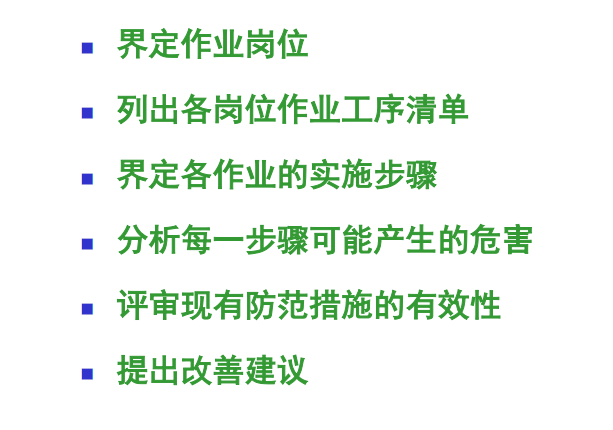 界定作业岗位
列出各岗位作业工序清单
界定各作业的实施步骤
分析每一步骤可能产生的危害
评审现有防范措施的有效性
提出改善建议